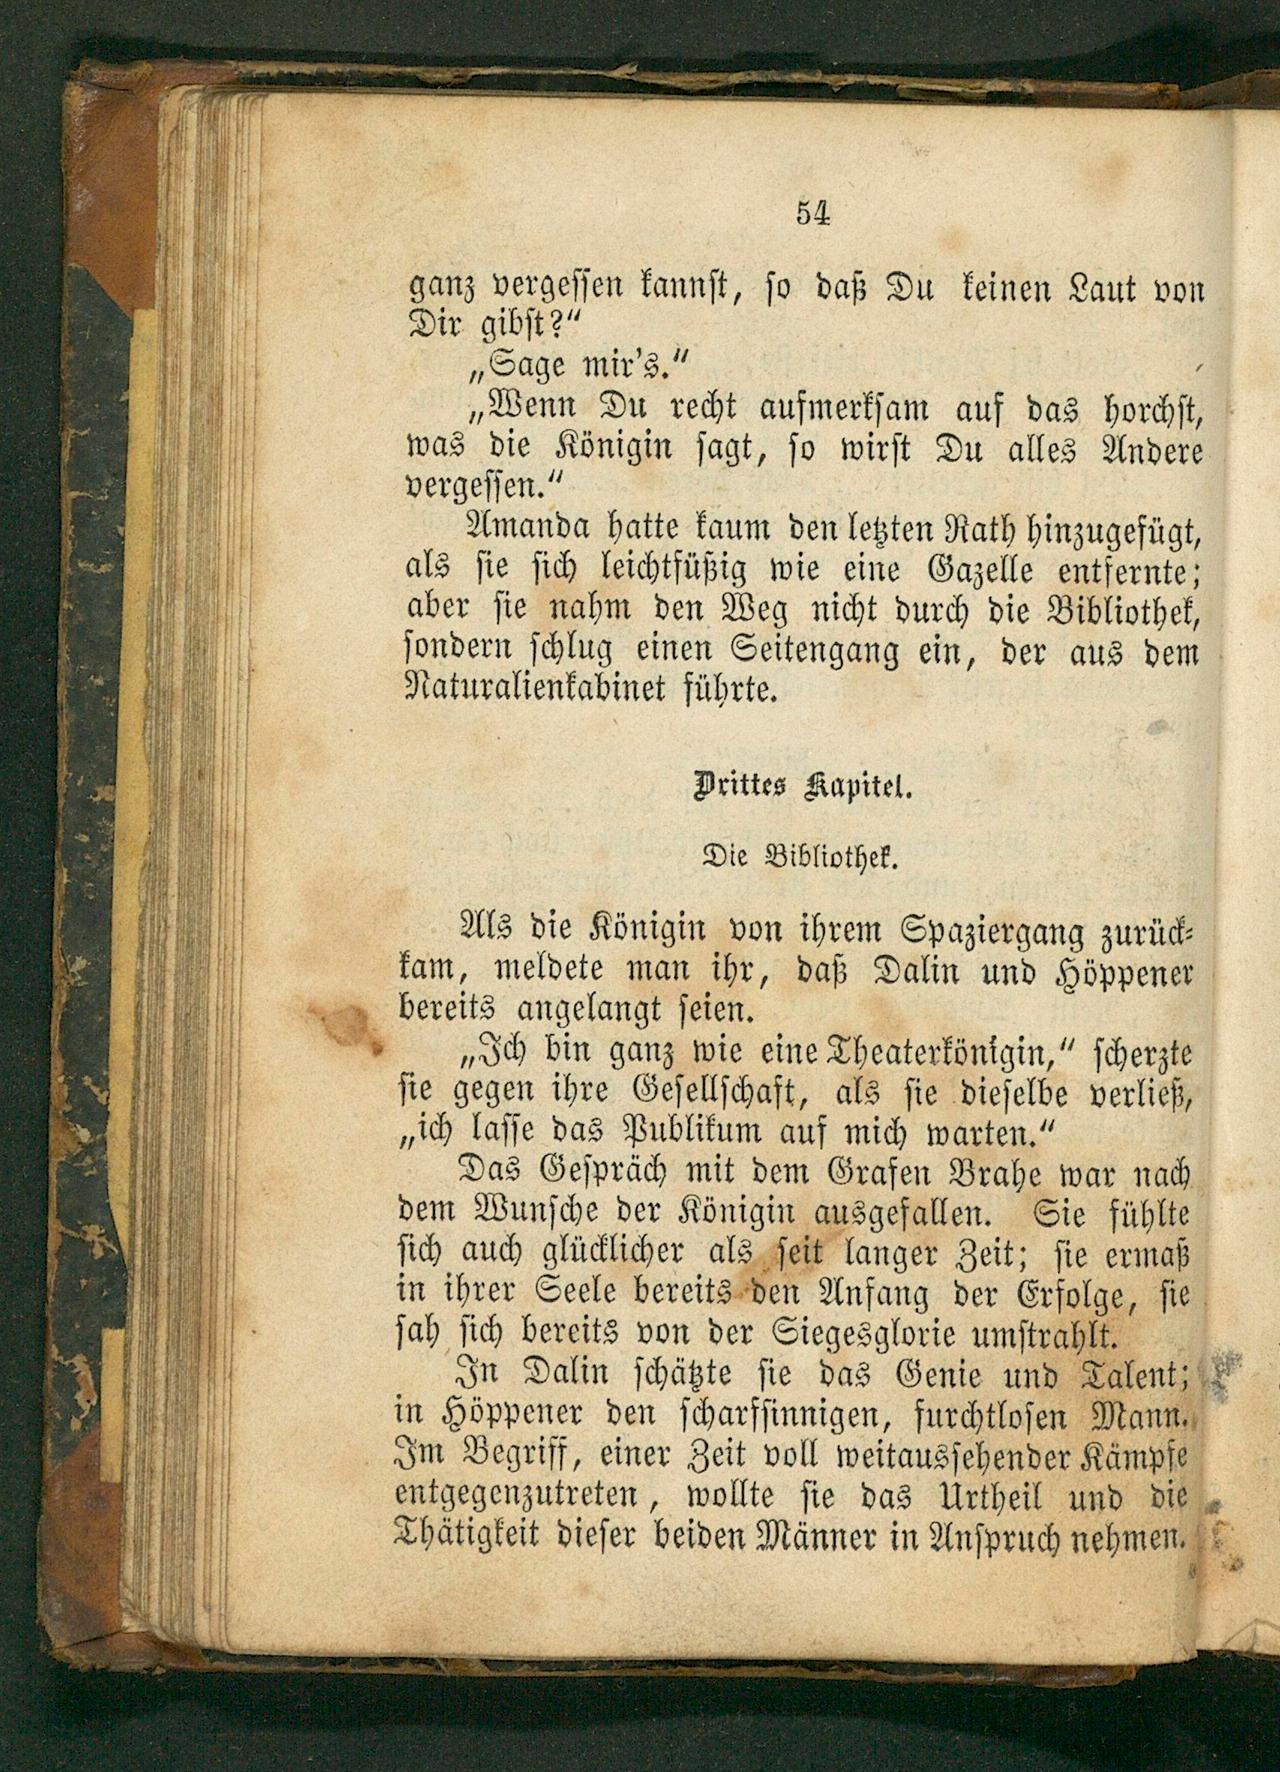 54
ganz vergessen kannst, so daß Du keinen Laut von
Dir gibst?“
„Sage mir's.“
„Wenn Du recht aufmerksam auf das horchst,
was die Königin sagt, so wirst Du alles Andere
vergessen.“
Amanda hatte kaum den letzten Rath hinzugefügt,
als sie sich leichtfüßig wie eine Gazelle entfernte;
aber sie nahm den Weg nicht durch die Bibliothek,
sondern schlug einen Seitengang ein, der aus dem
Naturalienkabinet führte.
Drittes Kapitel.
Die Bibliothek.
Als die Königin von ihrem Spaziergang zurück-
kam, meldete man ihr, daß Dalin und Höppener
bereits angelangt seien.
„Ich bin ganz wie eine Theaterkönigin,“ scherzte
sie gegen ihre Gesellschaft, als sie dieselbe verließ,
„ich lasse das Publikum auf mich warten.“
Das Gespräch mit dem Grafen Brahe war nach
dem Wunsche der Königin ausgefallen. Sie fühlte
sich auch glücklicher als seit langer Zeit; sie ermaß
in ihrer Seele bereits den Anfang der Erfolge, sie
sah sich bereits von der Siegesglorie umstrahlt.
In Dalin schätzte sie das Genie und Talent;
in Höppener den scharfsinnigen, furchtlosen Mann.
Im Begriff, einer Zeit voll weitaussehender Kämpfe
entgegenzutreten, wollte sie das Urtheil und die
Thätigkeit dieser beiden Männer in Anspruch nehmen.